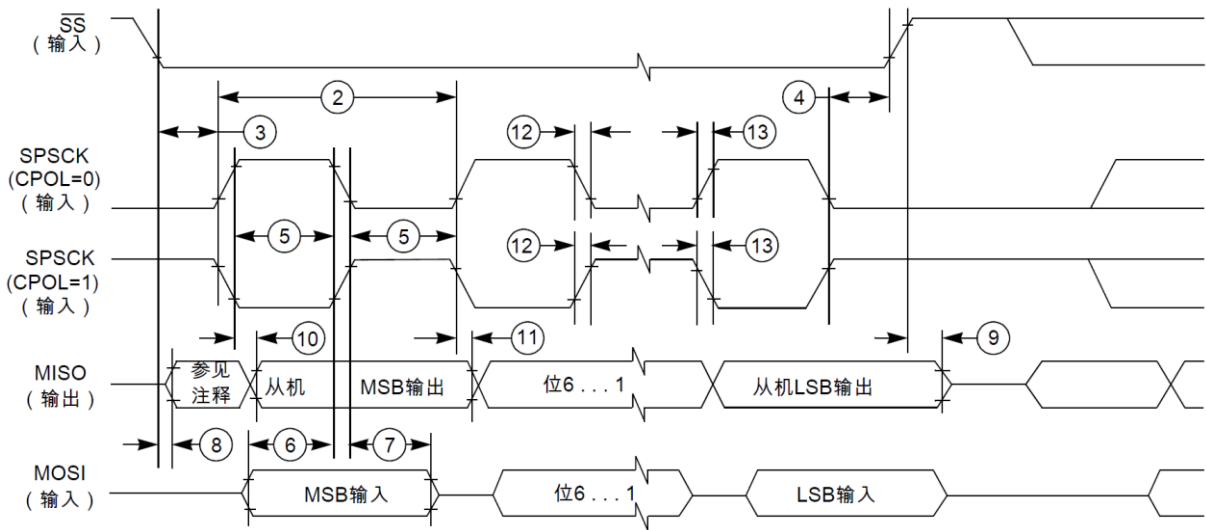 SS
（输入）
②
④
③
⑫
⑬
SPSCK
(CPOL=0)
（输入）
⑤
⑤
SPSCK
(CPOL=1)
（输入）
⑫
⑬
⑩
⑪
⑨
MISO
（输出）
参见
注释
从机
MSB输出
位6 . . . 1
从机LSB输出
⑧
⑥
⑦
MOSI
（输入）
MSB输入
位6 . . . 1
LSB输入